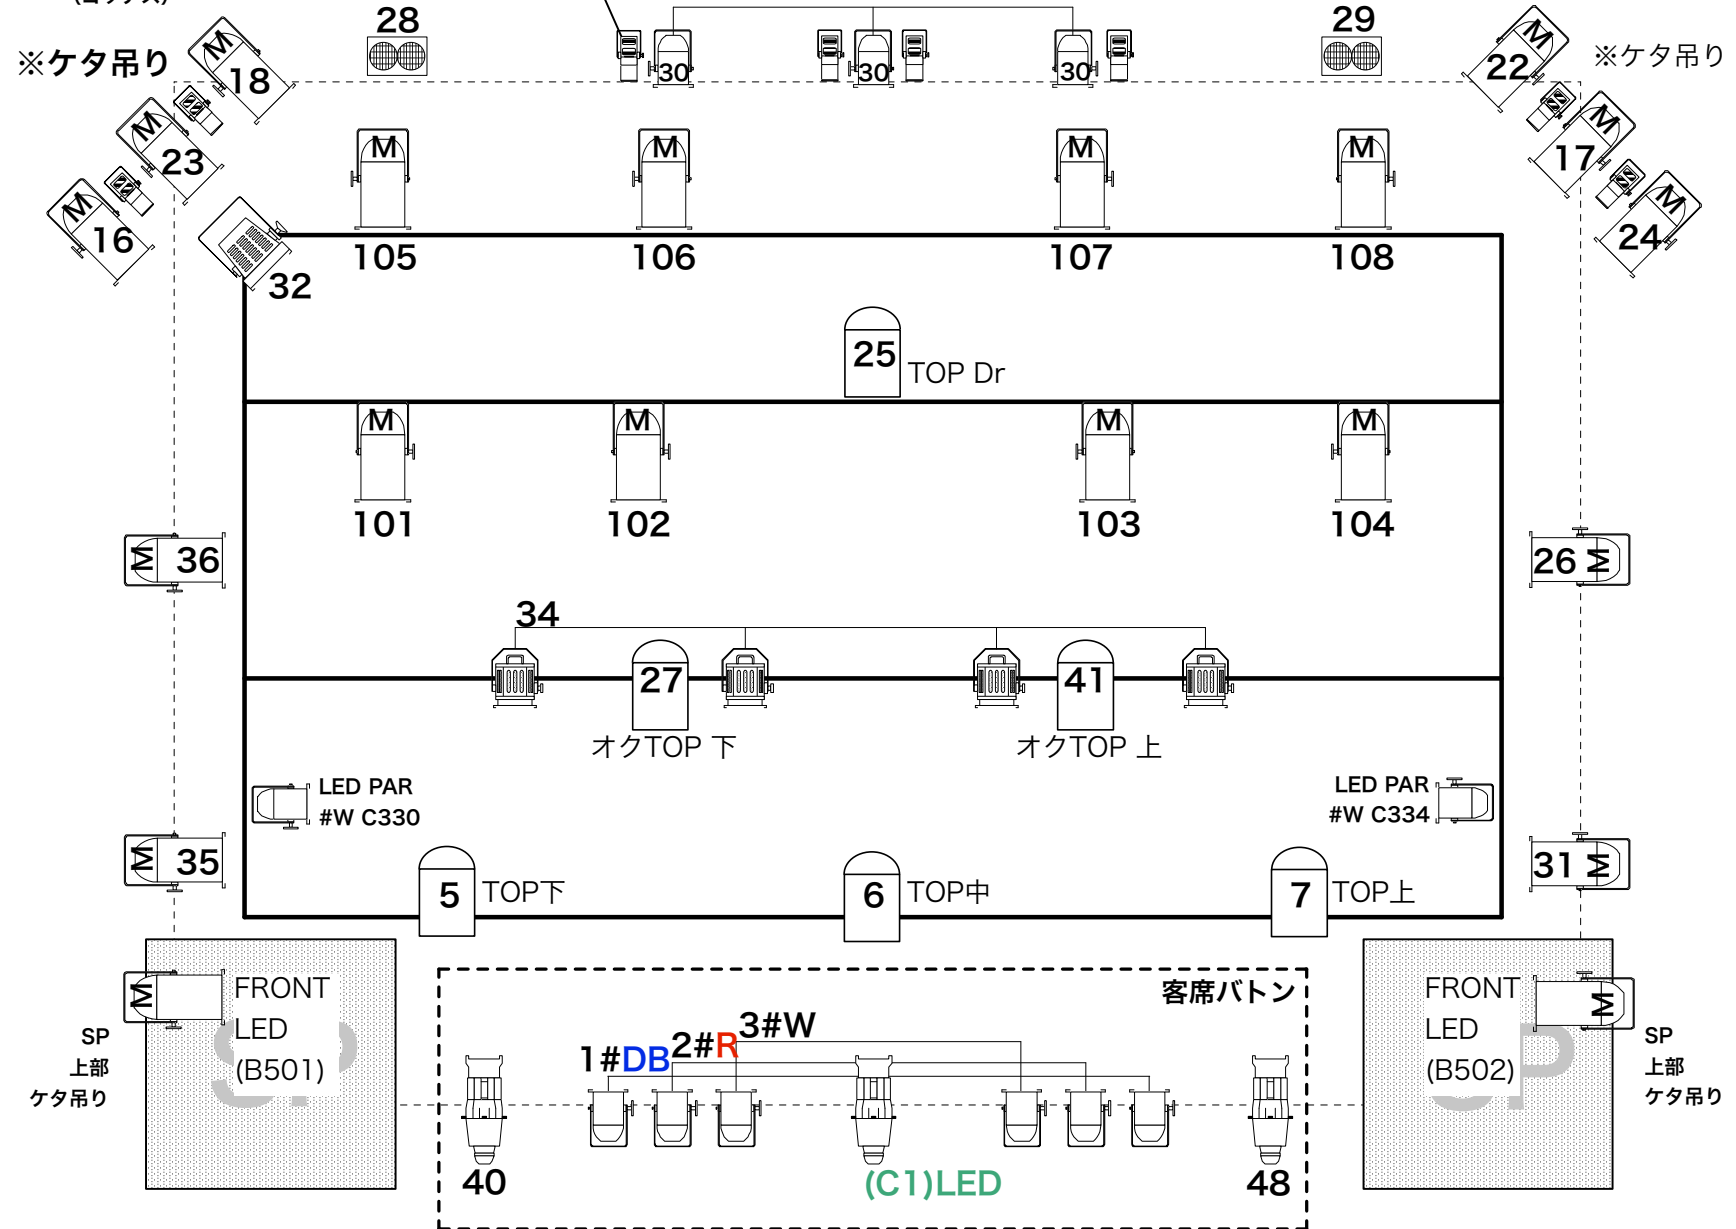 28
29
※ケタ吊り
M
18
30
30
30
M
22
※ケタ吊り
M
23
M
17
M
16
M
24
32
M
M
M
M
105
106
107
108
25
TOP Dr
M
M
M
M
101
102
103
104
M
36
26
M
34
27
41
オクTOP 下
オクTOP 上
LED PAR
#W C330
LED PAR
#W C334
M
35
31
M
5
TOP下
6
TOP中
7
TOP上
M
FRONT
LED
(B501)
SP
SP
上部
ケタ吊り
客席バトン
1#DB
2#R
3#W
40
(C1)LED
48
FRONT
LED
(B502)
SP
M
SP
上部
ケタ吊り